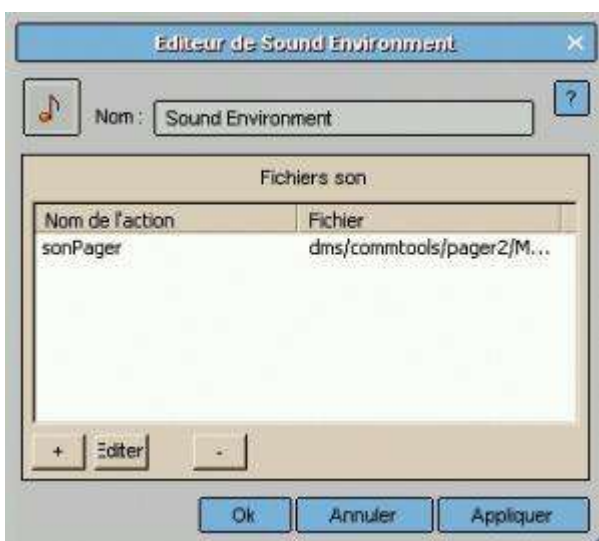 Editeur de Sound Environment ×
?
Nom : Sound Environment
Fichiers son
Nom de l'action Fichier
sonPager dms/commtools/pager2/M...
+ Editer -
Ok Annuler Appliquer